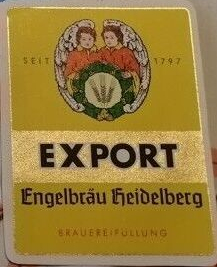 SEIT 1797
EXPORT
Engelbräu Heidelberg
BRAUEREIFÜLLUNG